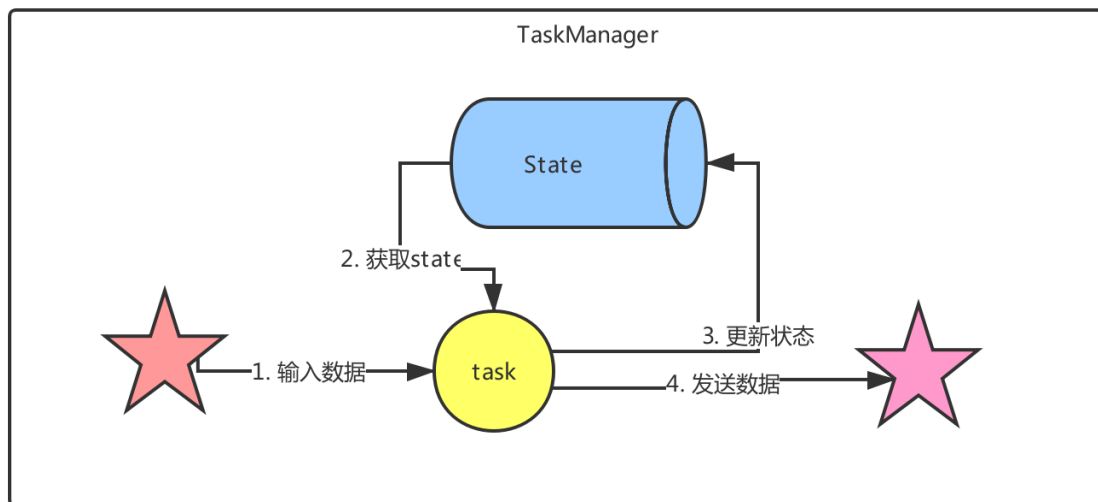 TaskManager
State
2. 获取state
3. 更新状态
1. 输入数据
task
4. 发送数据